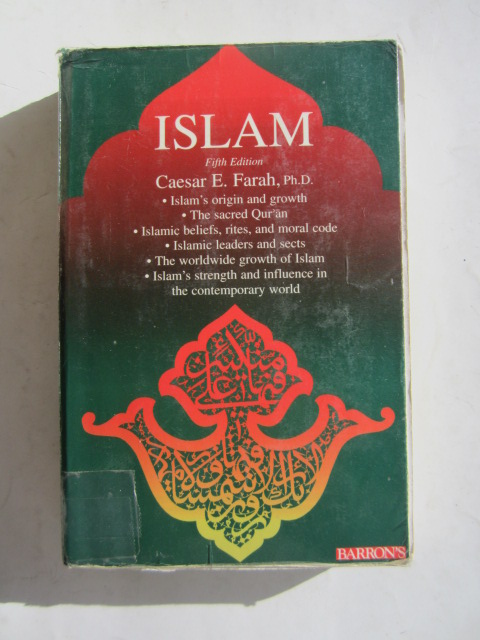 ISLAM
Fifth Edition
Caesar E. Farah, Ph.D.
• Islam's origin and growth
• The sacred Qur'ān
• Islamic beliefs, rites, and moral code
• Islamic leaders and sects
• The worldwide growth of Islam
• Islam's strength and influence in
the contemporary world
BARRON'S